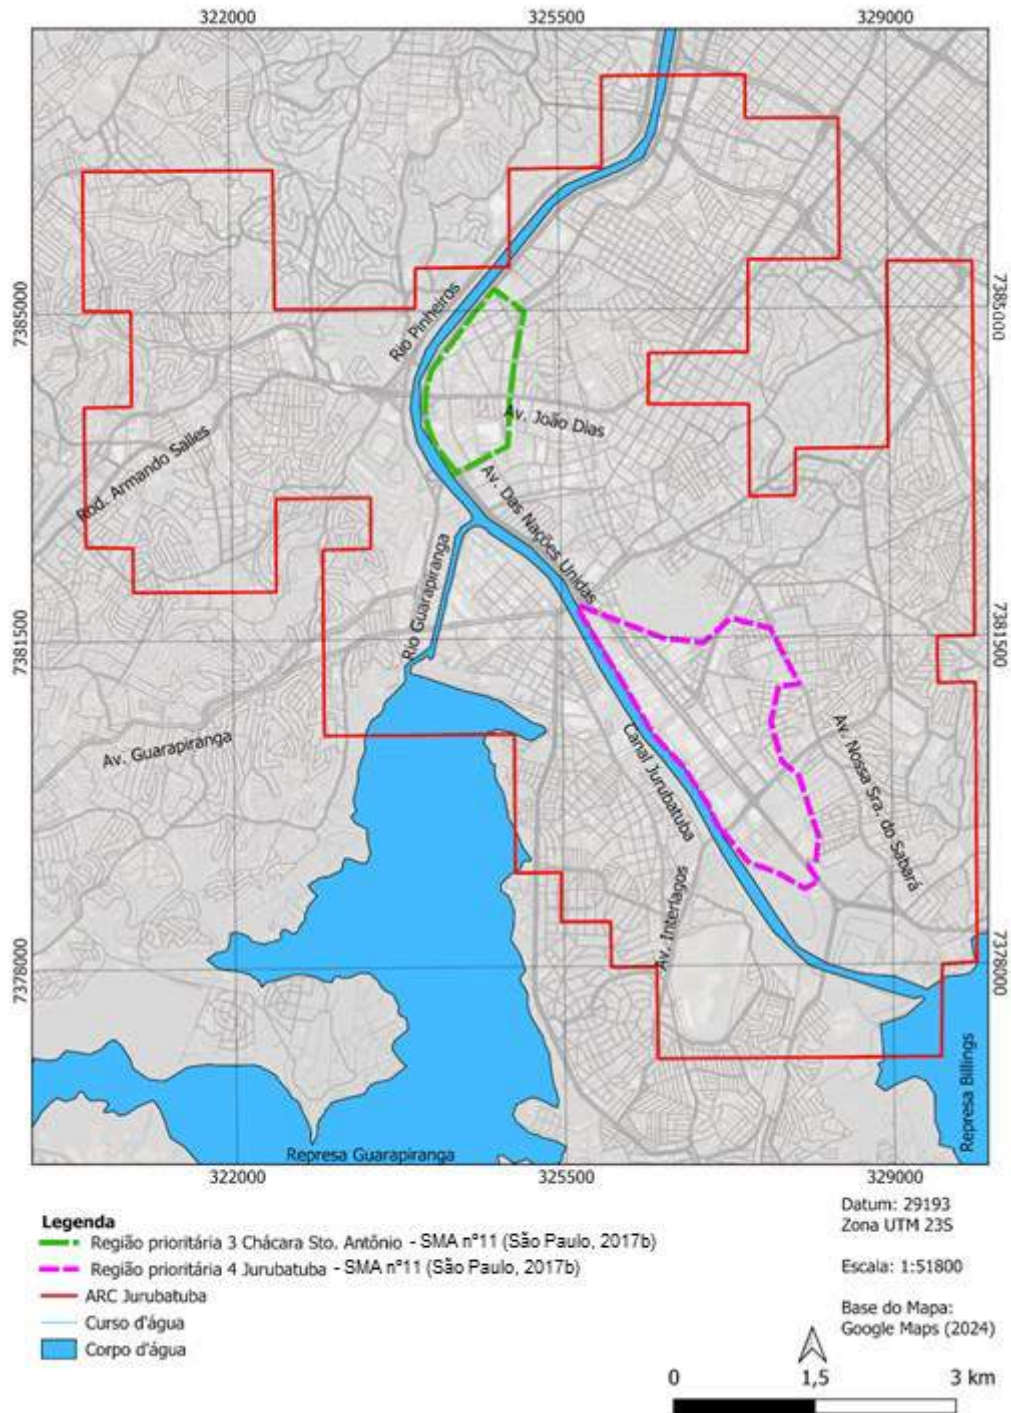 322000 325500 329000
7385000
7385000
Rio Pinheiros
Av. João Dias
Rod. Armando Salles
Av. Das Nações Unidas
Rio Guarapiranga
7381500
7381500
Av. Guarapiranga
Canal Jurubatuba
Av. Nossa Sra. do Sabará
Av. Interlagos
7378000
7378000
Represa Billings
Represa Guarapiranga
322000 325500 329000
Legenda
Região prioritária 3 Chácara Sto. Antônio - SMA nº11 (São Paulo, 2017b)
Região prioritária 4 Jurubatuba - SMA nº11 (São Paulo, 2017b)
ARC Jurubatuba
Curso d'água
Corpo d'água
Datum: 29193
Zona UTM 23S
Escala: 1:51800
Base do Mapa:
Google Maps (2024)
0 1,5 3 km